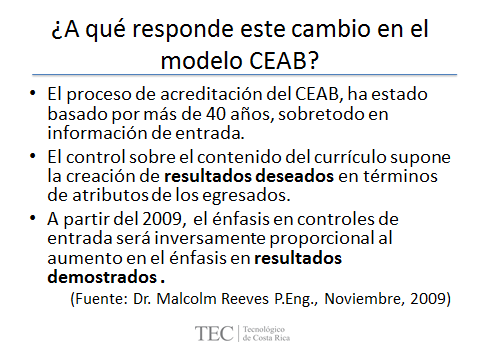 ¿A qué responde este cambio en el
modelo CEAB?
• El proceso de acreditación del CEAB, ha estado
basado por más de 40 años, sobretodo en
información de entrada.
• El control sobre el contenido del currículo supone
la creación de resultados deseados en términos
de atributos de los egresados.
• A partir del 2009, el énfasis en controles de
entrada será inversamente proporcional al
aumento en el énfasis en resultados
demostrados .
(Fuente: Dr. Malcolm Reeves P.Eng., Noviembre, 2009)
TEC | Tecnológico
de Costa Rica